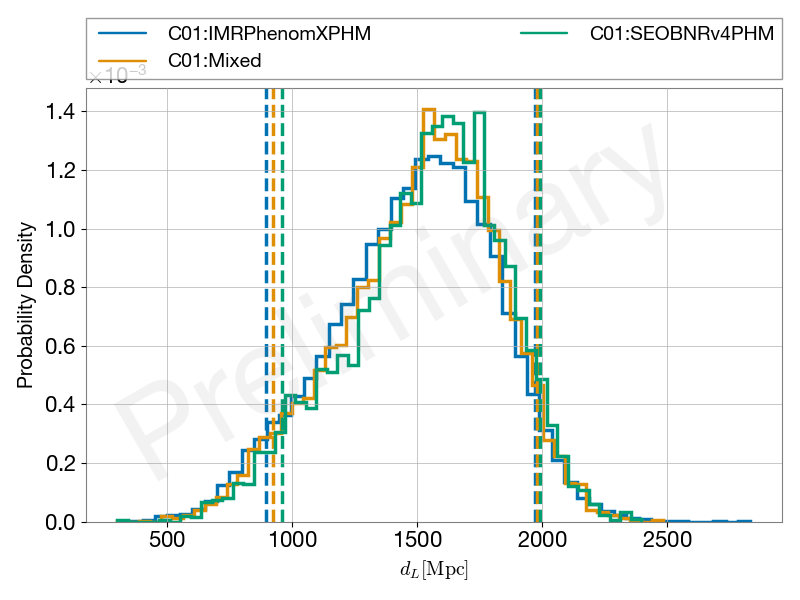 C01:IMRPhenomXPHM
C01:SEOBNRv4PHM
C01:Mixed
×10⁻³
1.4
1.2
1.0
0.8
0.6
0.4
0.2
0.0
Probability Density
Preliminary
500
1000
1500
2000
2500
d_L[Mpc]